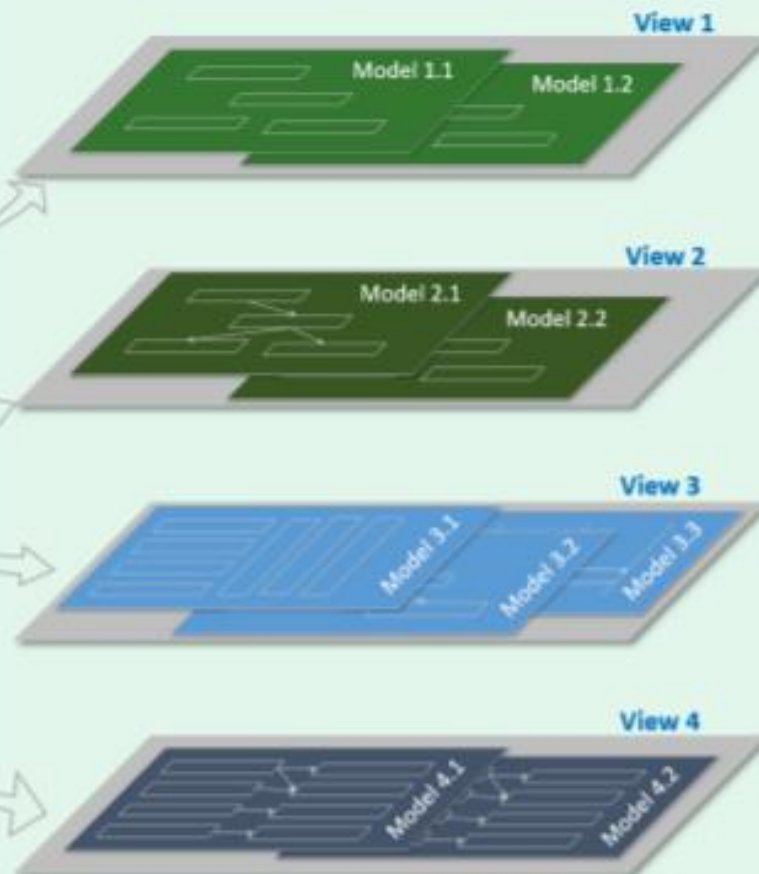 View 1
Model 1.1
Model 1.2
View 2
Model 2.1
Model 2.2
View 3
Model 3.1
Model 3.2
Model 3.3
View 4
Model 4.1
Model 4.2